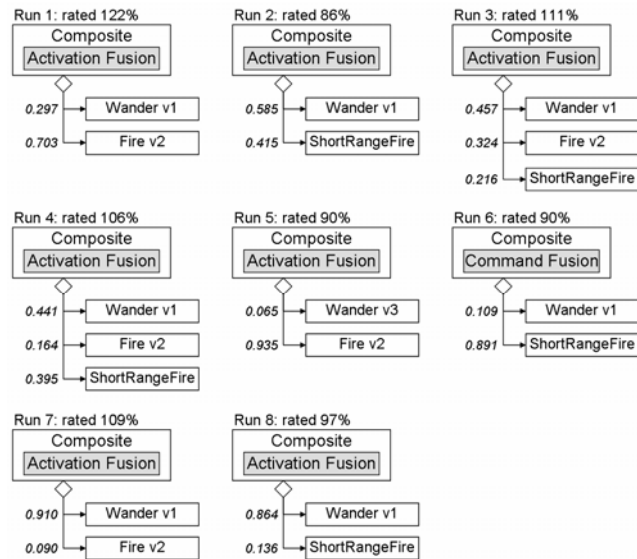 Run 1: rated 122%
Composite
Activation Fusion
0.297
Wander v1
0.703
Fire v2
Run 2: rated 86%
Composite
Activation Fusion
0.585
Wander v1
0.415
ShortRangeFire
Run 3: rated 111%
Composite
Activation Fusion
0.457
Wander v1
0.324
Fire v2
0.216
ShortRangeFire
Run 4: rated 106%
Composite
Activation Fusion
0.441
Wander v1
0.164
Fire v2
0.395
ShortRangeFire
Run 5: rated 90%
Composite
Activation Fusion
0.065
Wander v3
0.935
Fire v2
Run 6: rated 90%
Composite
Command Fusion
0.109
Wander v1
0.891
ShortRangeFire
Run 7: rated 109%
Composite
Activation Fusion
0.910
Wander v1
0.090
Fire v2
Run 8: rated 97%
Composite
Activation Fusion
0.864
Wander v1
0.136
ShortRangeFire